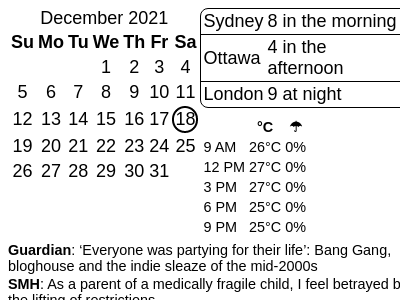 December 2021
Su Mo Tu We Th Fr Sa
1 2 3 4
5 6 7 8 9 10 11
12 13 14 15 16 17 18
19 20 21 22 23 24 25
26 27 28 29 30 31
Sydney 8 in the morning
Ottawa 4 in the
afternoon
London 9 at night
°C ☂
9 AM 26°C 0%
12 PM 27°C 0%
3 PM 27°C 0%
6 PM 25°C 0%
9 PM 25°C 0%
Guardian: ‘Everyone was partying for their life’: Bang Gang,
bloghouse and the indie sleaze of the mid-2000s
SMH: As a parent of a medically fragile child, I feel betrayed b
the lifting of restrictions